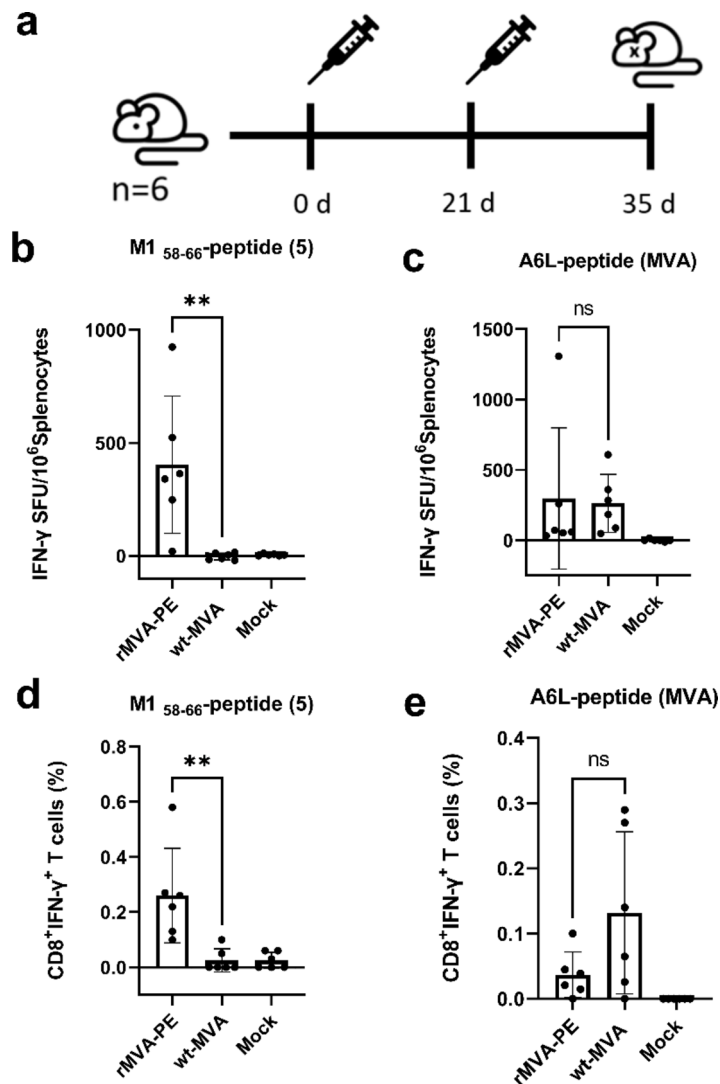 a
n=6
0 d
21 d
35 d
x
b
M1 58-66-peptide (5)
IFN-γ SFU/10⁶Splenocytes
1000
500
0
**
rMVA-PE
wt-MVA
Mock
c
A6L-peptide (MVA)
IFN-γ SFU/10⁶Splenocytes
1500
1000
500
0
ns
rMVA-PE
wt-MVA
Mock
d
M1 58-66-peptide (5)
CD8⁺IFN-γ⁺ T cells (%)
0.8
0.6
0.4
0.2
0.0
**
rMVA-PE
wt-MVA
Mock
e
A6L-peptide (MVA)
CD8⁺IFN-γ⁺ T cells (%)
0.4
0.3
0.2
0.1
0.0
ns
rMVA-PE
wt-MVA
Mock